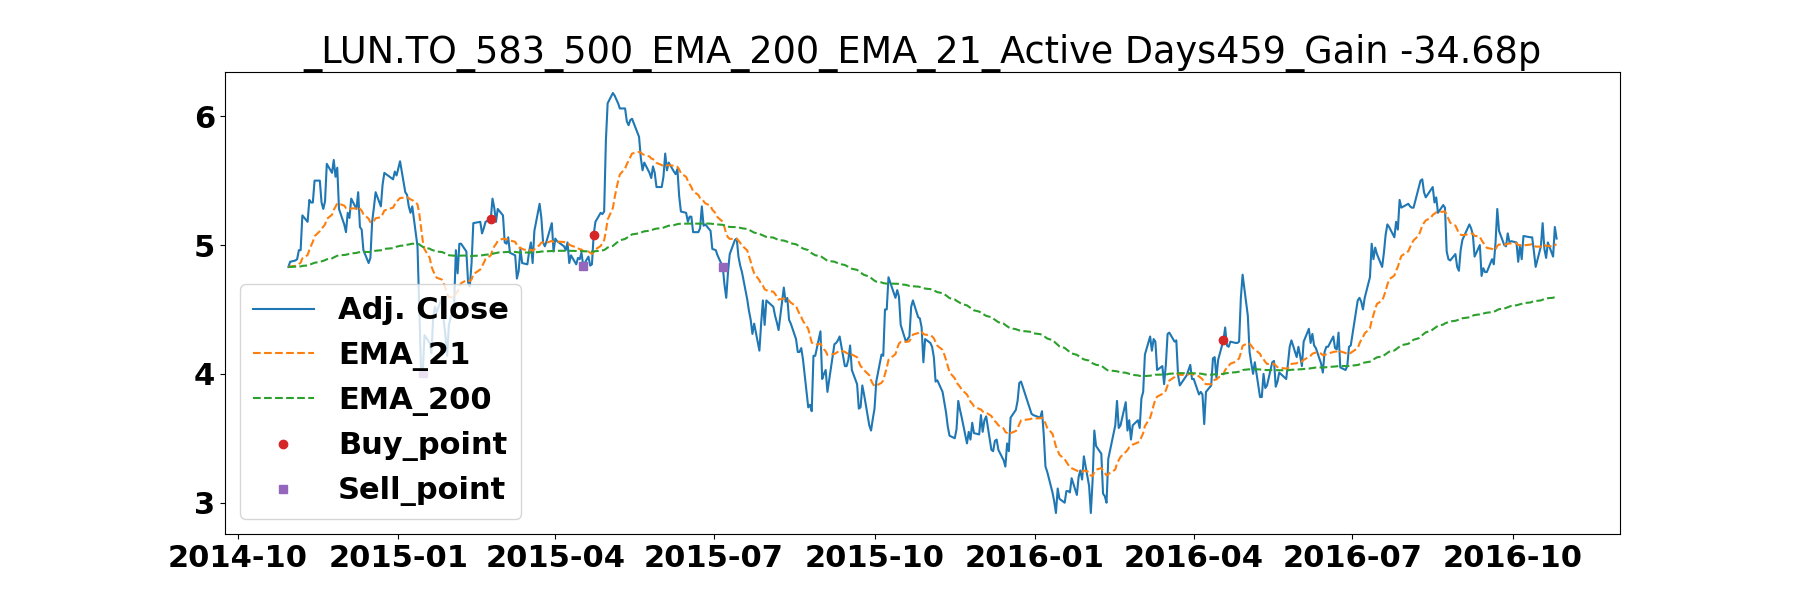 _LUN.TO_583_500_EMA_200_EMA_21_Active Days459_Gain -34.68p
6
5
4
3
Adj. Close
EMA_21
EMA_200
Buy_point
Sell_point
2014-10 2015-01 2015-04 2015-07 2015-10 2016-01 2016-04 2016-07 2016-10